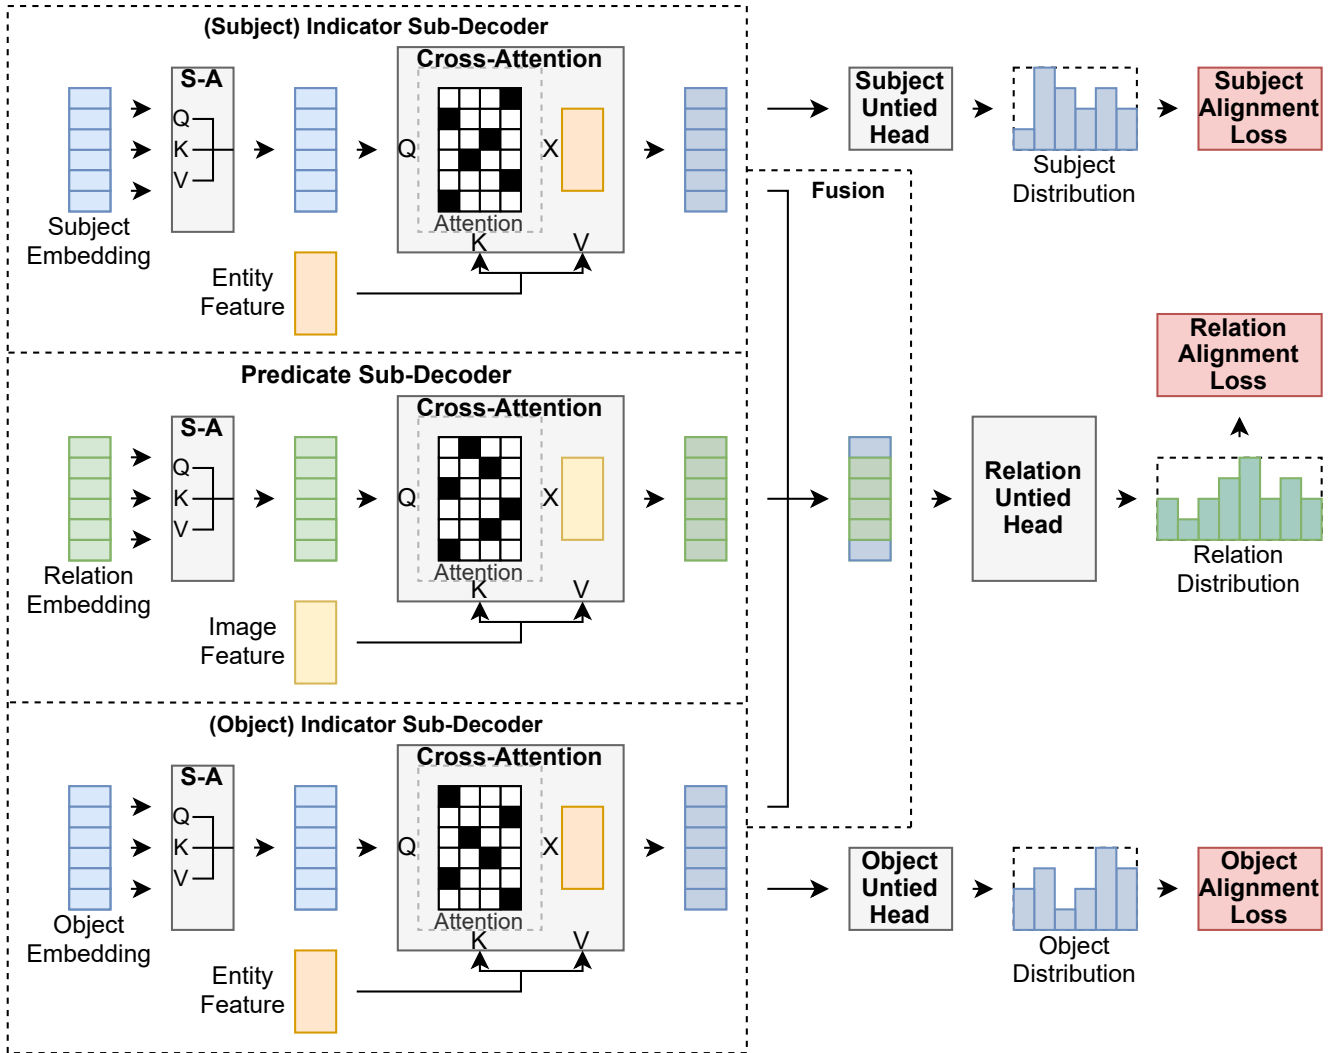 (Subject) Indicator Sub-Decoder
S-A
Q
K
V
Subject
Embedding
Cross-Attention
Q
X
Attention
K
V
Entity
Feature
Subject
Untied
Head
Subject
Distribution
Subject
Alignment
Loss
Fusion
Predicate Sub-Decoder
S-A
Q
K
V
Relation
Embedding
Cross-Attention
Q
X
Attention
K
V
Image
Feature
Relation
Untied
Head
Relation
Alignment
Loss
Relation
Distribution
(Object) Indicator Sub-Decoder
S-A
Q
K
V
Object
Embedding
Cross-Attention
Q
X
Attention
K
V
Entity
Feature
Object
Untied
Head
Object
Distribution
Object
Alignment
Loss